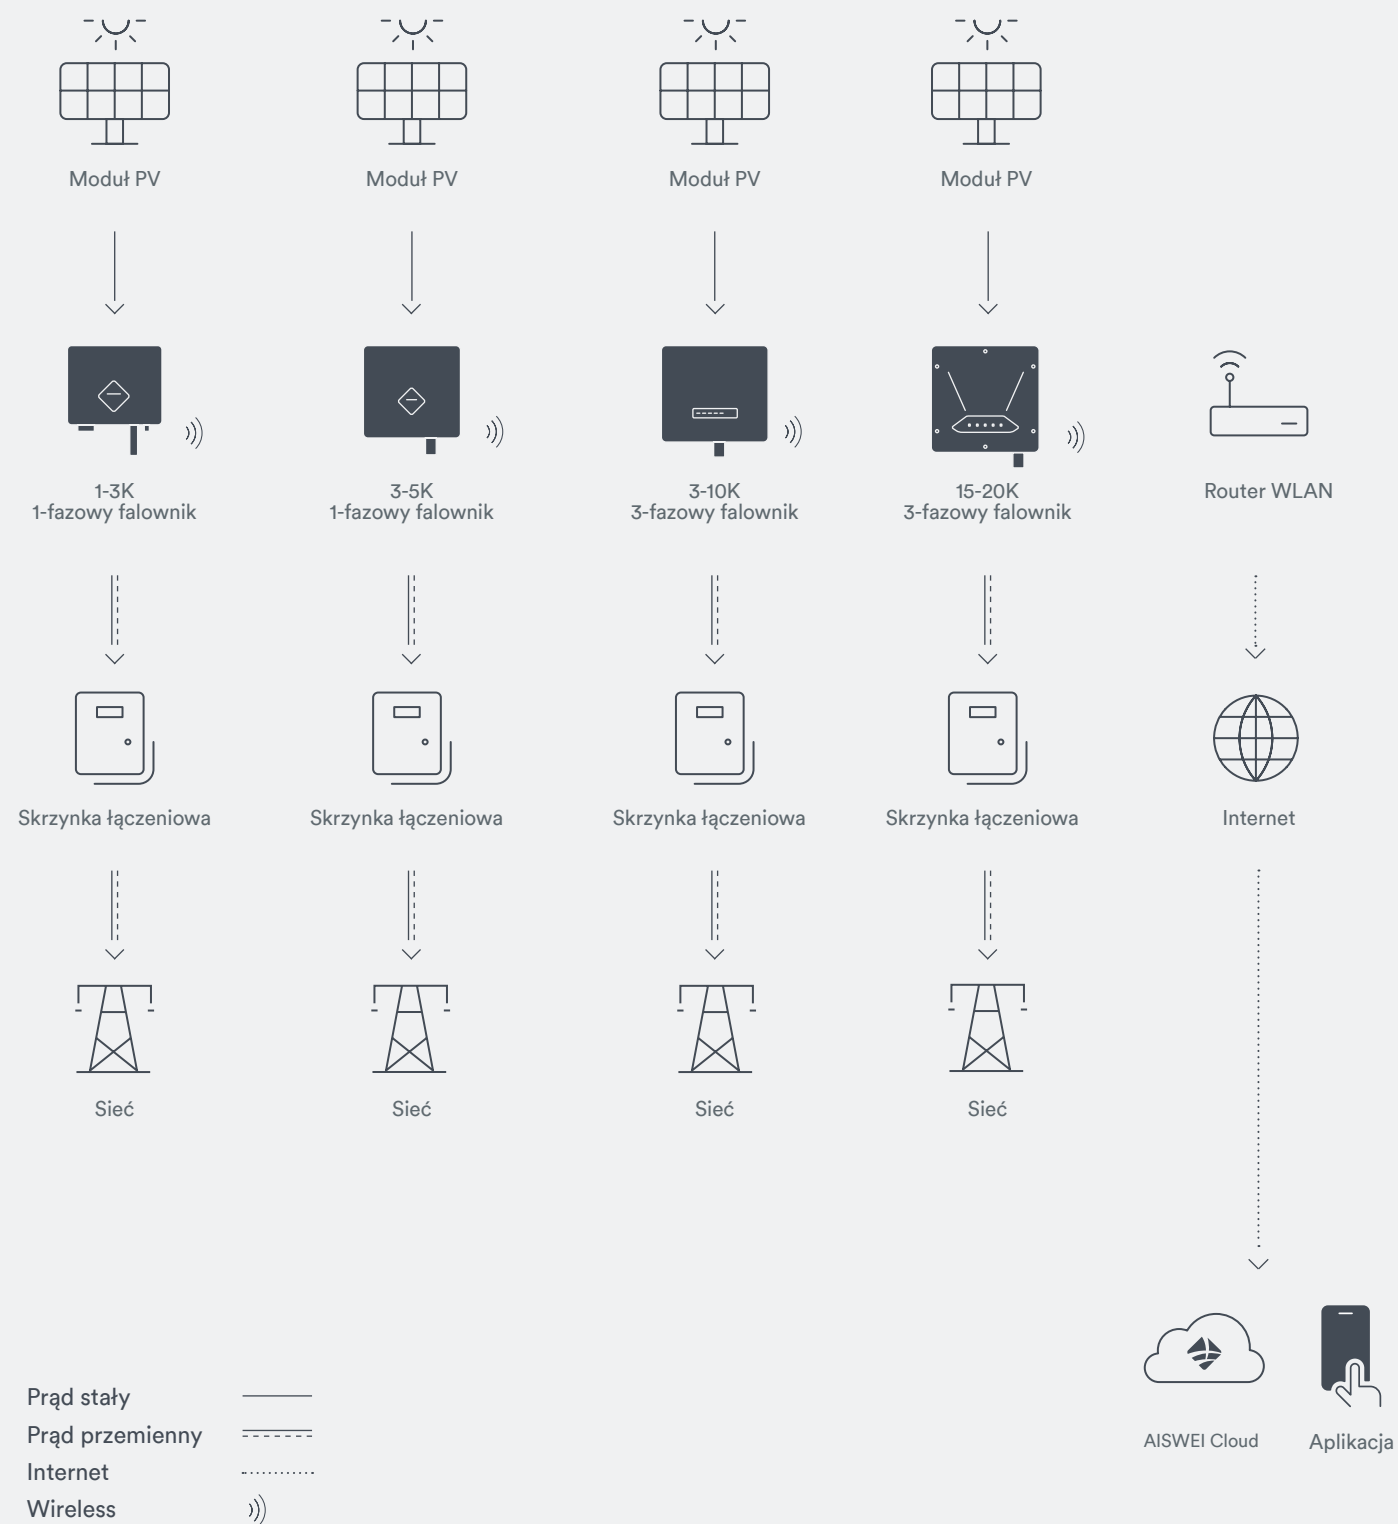 Moduł PV
Moduł PV
Moduł PV
Moduł PV
1-3K
1-fazowy falownik
3-5K
1-fazowy falownik
3-10K
3-fazowy falownik
15-20K
3-fazowy falownik
Router WLAN
Skrzynka łączeniowa
Skrzynka łączeniowa
Skrzynka łączeniowa
Skrzynka łączeniowa
Internet
Sieć
Sieć
Sieć
Sieć
AISWEI Cloud
Aplikacja
Prąd stały
Prąd przemienny
Internet
Wireless